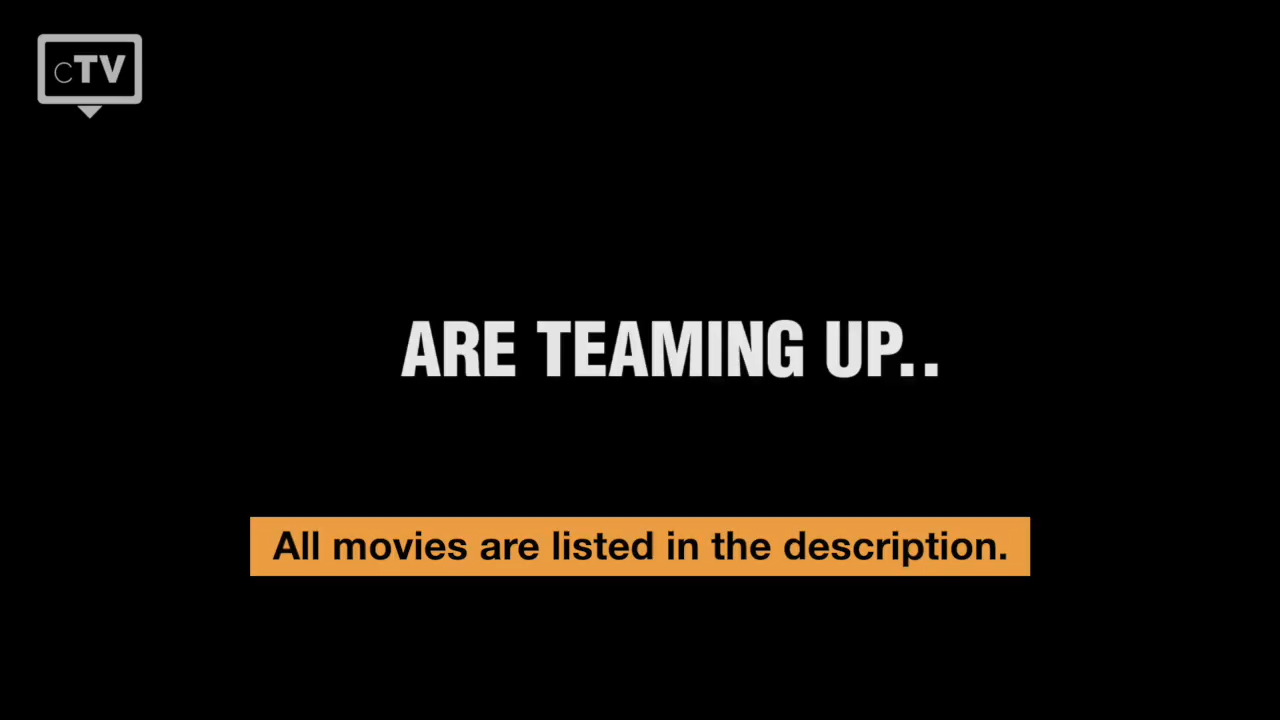 cTV
ARE TEAMING UP..
All movies are listed in the description.